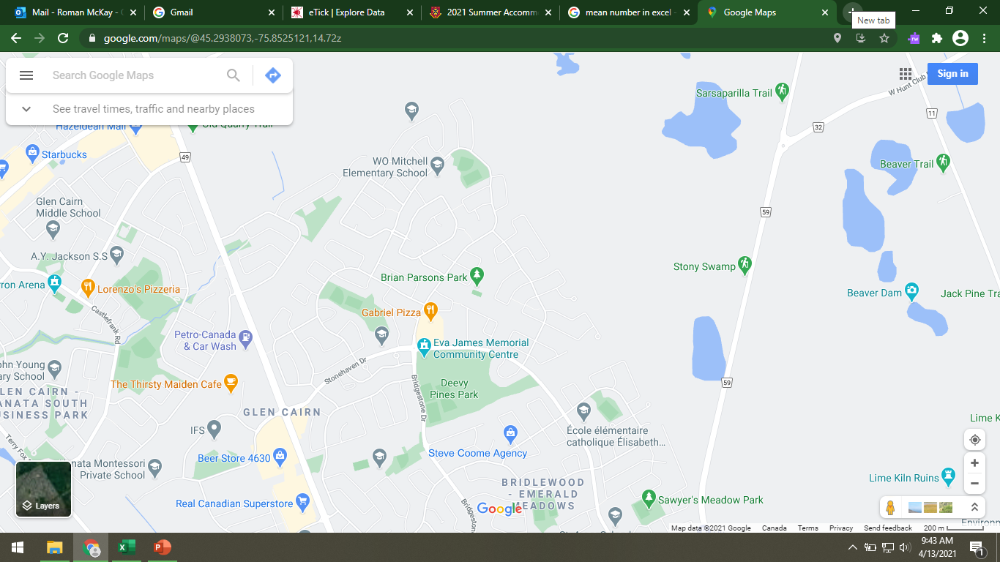 Mail - Roman McKay -
Gmail
eTick | Explore Data
2021 Summer Accomm
mean number in excel -
Google Maps
New tab
google.com/maps/@45.2938073,-75.8525121,14.72z
Search Google Maps
See travel times, traffic and nearby places
Sign in
W Hunt Club
Sarsaparilla Trail
11
32
Hazeldean Mall
Old Quarry Trail
Starbucks
49
WO Mitchell
Elementary School
Beaver Trail
Glen Cairn
Middle School
59
A.Y. Jackson S.S
Stony Swamp
Brian Parsons Park
rron Arena
Lorenzo's Pizzeria
Beaver Dam
Jack Pine Tra
Castlefrank Rd
Gabriel Pizza
Petro-Canada
& Car Wash
Eva James Memorial
Community Centre
Stonehaven Dr
ohn Young
ary School
The Thirsty Maiden Cafe
Deevy
Pines Park
Bridgestone Dr
59
GLEN CAIRN -
KANATA SOUTH
BUSINESS PARK
GLEN CAIRN
Lime K
IFS
École élémentaire
catholique Élisabeth...
Terry Fox
Steve Coome Agency
Beer Store 4630
Kanata Montessori
Private School
Lime Kiln Ruins
BRIDLEWOOD
- EMERALD
MEADOWS
Sawyer's Meadow Park
Real Canadian Superstore
Layers
Google
Bridgest
Environ
Map data ©2021 Google
Canada
Terms
Privacy
Send feedback
200 m
9:43 AM
4/13/2021
1